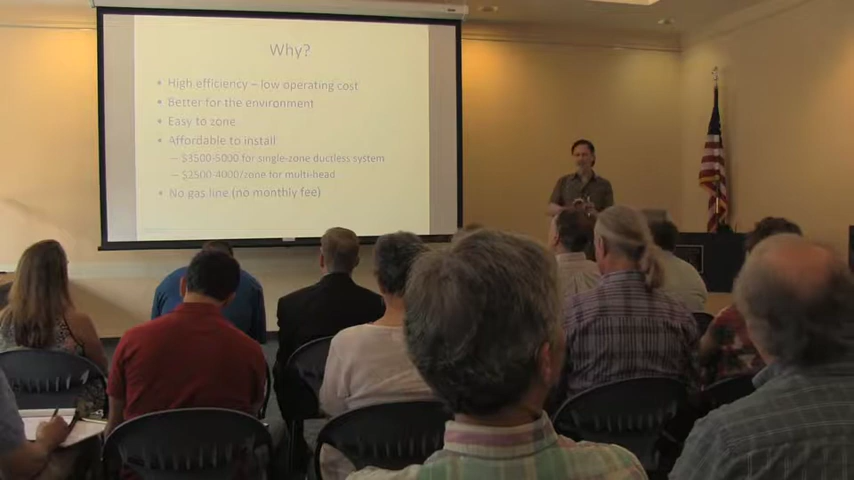 Why?
• High efficiency – low operating cost
• Better for the environment
• Easy to zone
• Affordable to install
– $3500-5000 for single-zone ductless system
– $2500-4000/zone for multi-head
• No gas line (no monthly fee)